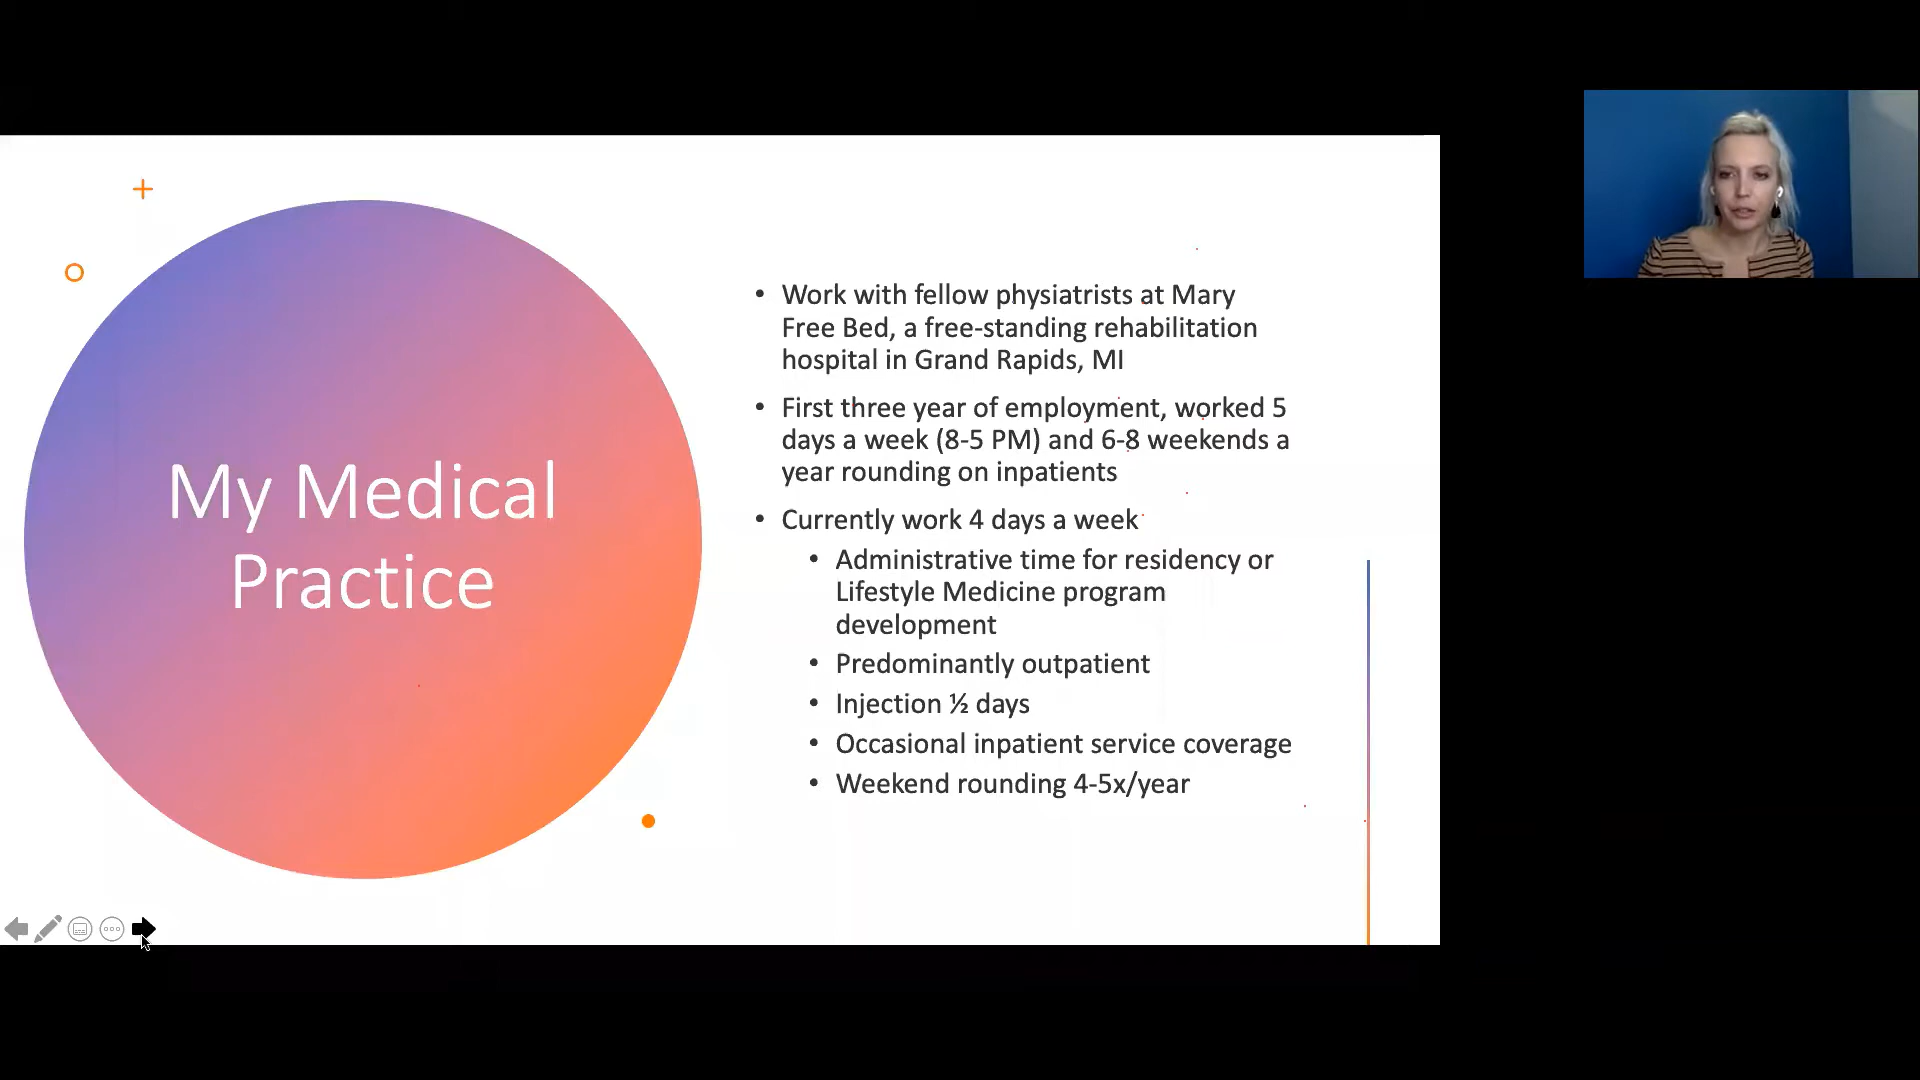 My Medical
Practice
• Work with fellow physiatrists at Mary
Free Bed, a free-standing rehabilitation
hospital in Grand Rapids, MI
• First three year of employment, worked 5
days a week (8-5 PM) and 6-8 weekends a
year rounding on inpatients
• Currently work 4 days a week
• Administrative time for residency or
Lifestyle Medicine program
development
• Predominantly outpatient
• Injection ½ days
• Occasional inpatient service coverage
• Weekend rounding 4-5x/year